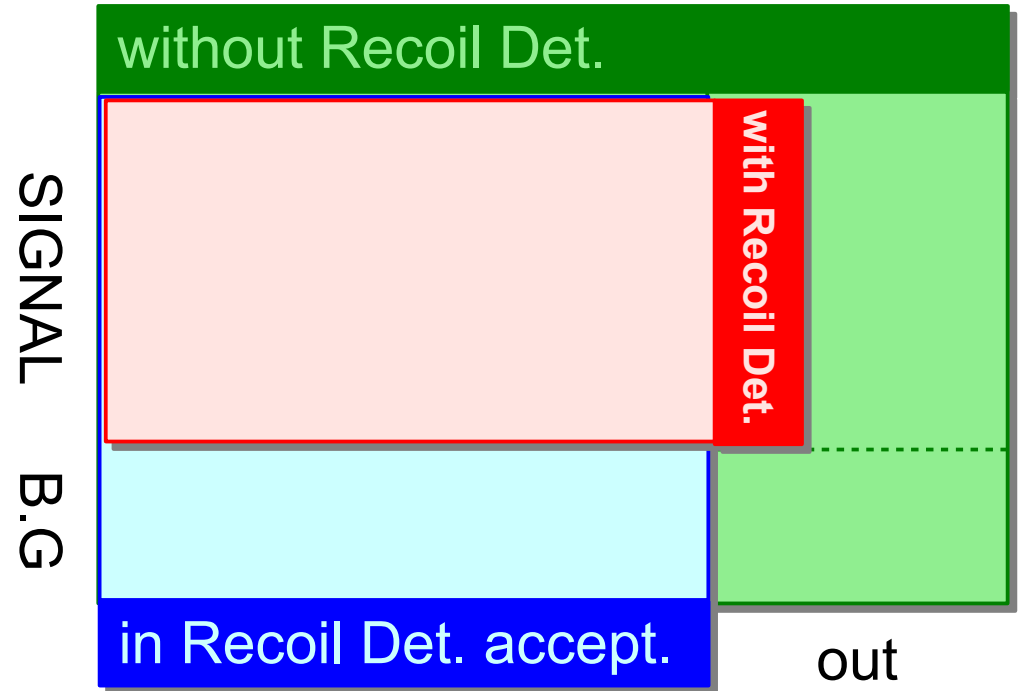 without Recoil Det.
SIGNAL
with Recoil Det.
B.G
in Recoil Det. accept.
out